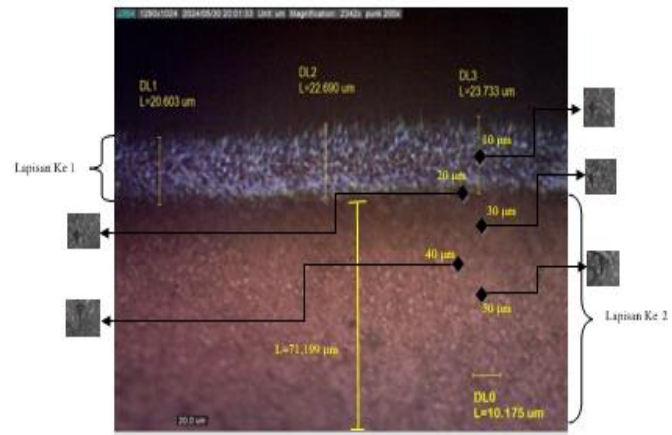 1280x1024 2024/05/30 20:01:33 Unit: um Magnification: 2342x punk 200x
DL1
L=20.603 um
DL2
L=22.690 um
DL3
L=23.733 um
10 µm
Lapisan Ke 1
20 µm
30 µm
40 µm
50 µm
Lapisan Ke 2
L=71,199 µm
DL0
L=10.175 um
20.0 um